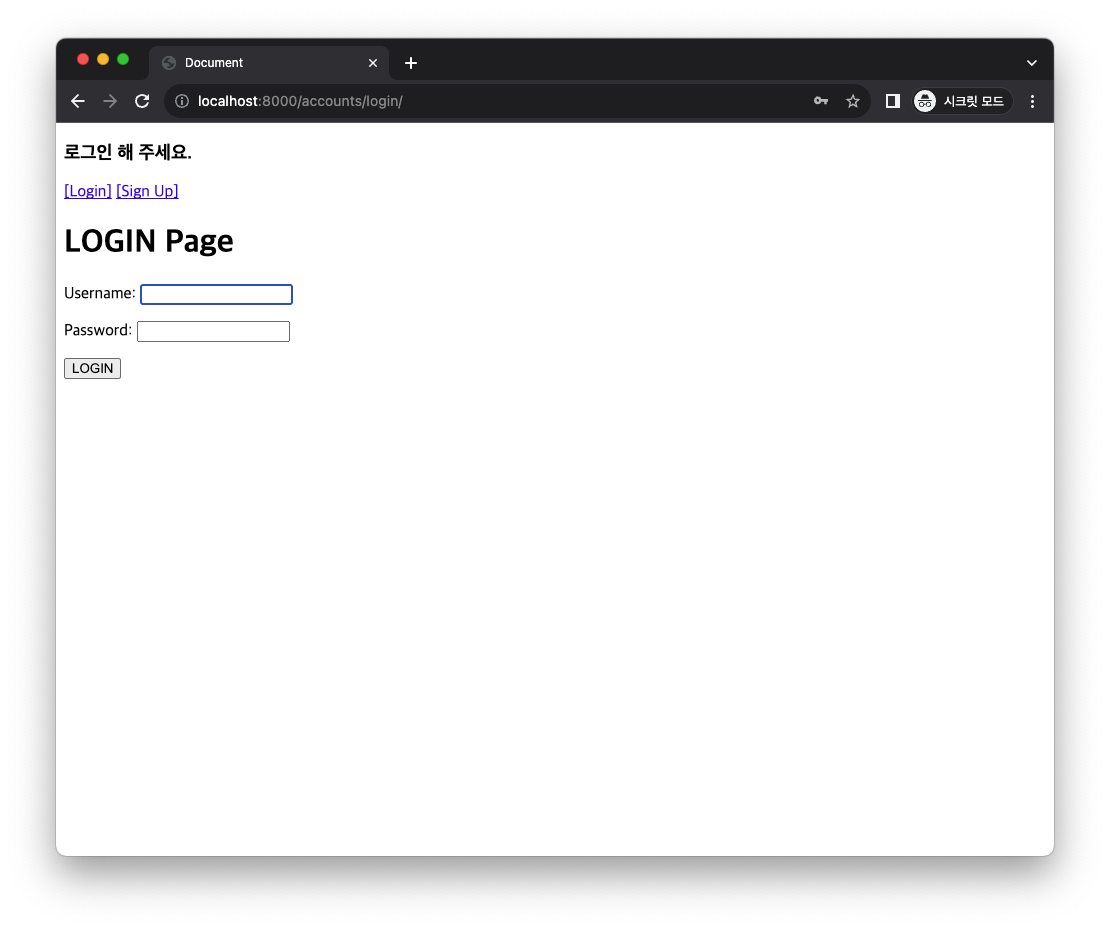 Document
localhost:8000/accounts/login/
시크릿 모드
로그인 해 주세요.
[Login] [Sign Up]
LOGIN Page
Username:
Password:
LOGIN